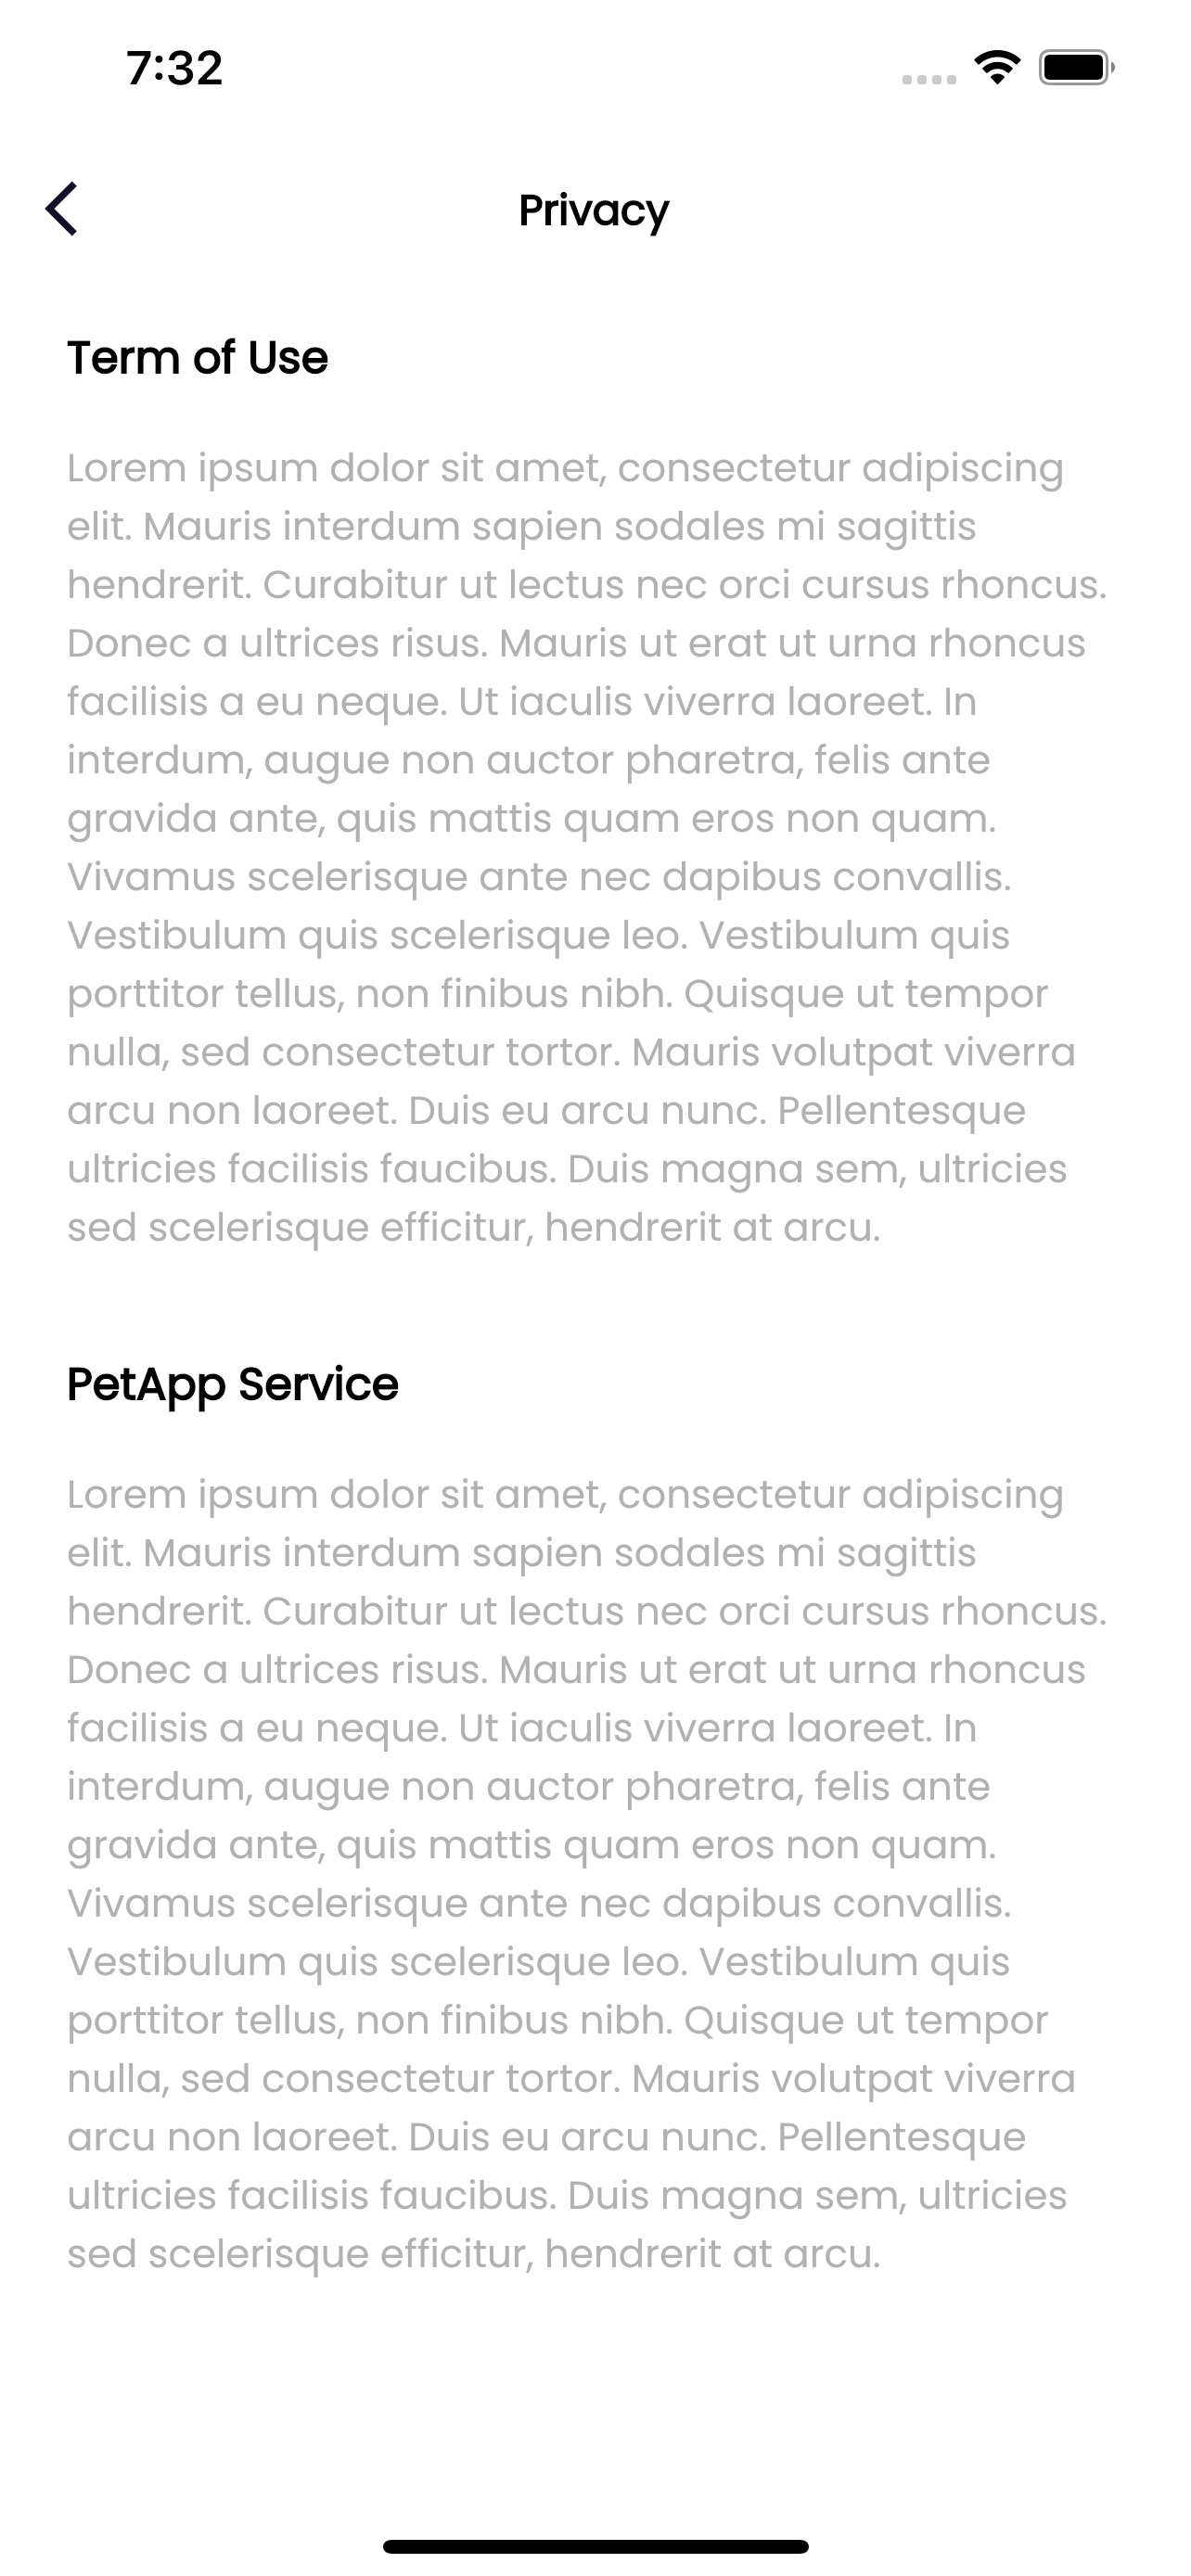 7:32
Privacy
Term of Use
Lorem ipsum dolor sit amet, consectetur adipiscing
elit. Mauris interdum sapien sodales mi sagittis
hendrerit. Curabitur ut lectus nec orci cursus rhoncus.
Donec a ultrices risus. Mauris ut erat ut urna rhoncus
facilisis a eu neque. Ut iaculis viverra laoreet. In
interdum, augue non auctor pharetra, felis ante
gravida ante, quis mattis quam eros non quam.
Vivamus scelerisque ante nec dapibus convallis.
Vestibulum quis scelerisque leo. Vestibulum quis
porttitor tellus, non finibus nibh. Quisque ut tempor
nulla, sed consectetur tortor. Mauris volutpat viverra
arcu non laoreet. Duis eu arcu nunc. Pellentesque
ultricies facilisis faucibus. Duis magna sem, ultricies
sed scelerisque efficitur, hendrerit at arcu.
PetApp Service
Lorem ipsum dolor sit amet, consectetur adipiscing
elit. Mauris interdum sapien sodales mi sagittis
hendrerit. Curabitur ut lectus nec orci cursus rhoncus.
Donec a ultrices risus. Mauris ut erat ut urna rhoncus
facilisis a eu neque. Ut iaculis viverra laoreet. In
interdum, augue non auctor pharetra, felis ante
gravida ante, quis mattis quam eros non quam.
Vivamus scelerisque ante nec dapibus convallis.
Vestibulum quis scelerisque leo. Vestibulum quis
porttitor tellus, non finibus nibh. Quisque ut tempor
nulla, sed consectetur tortor. Mauris volutpat viverra
arcu non laoreet. Duis eu arcu nunc. Pellentesque
ultricies facilisis faucibus. Duis magna sem, ultricies
sed scelerisque efficitur, hendrerit at arcu.